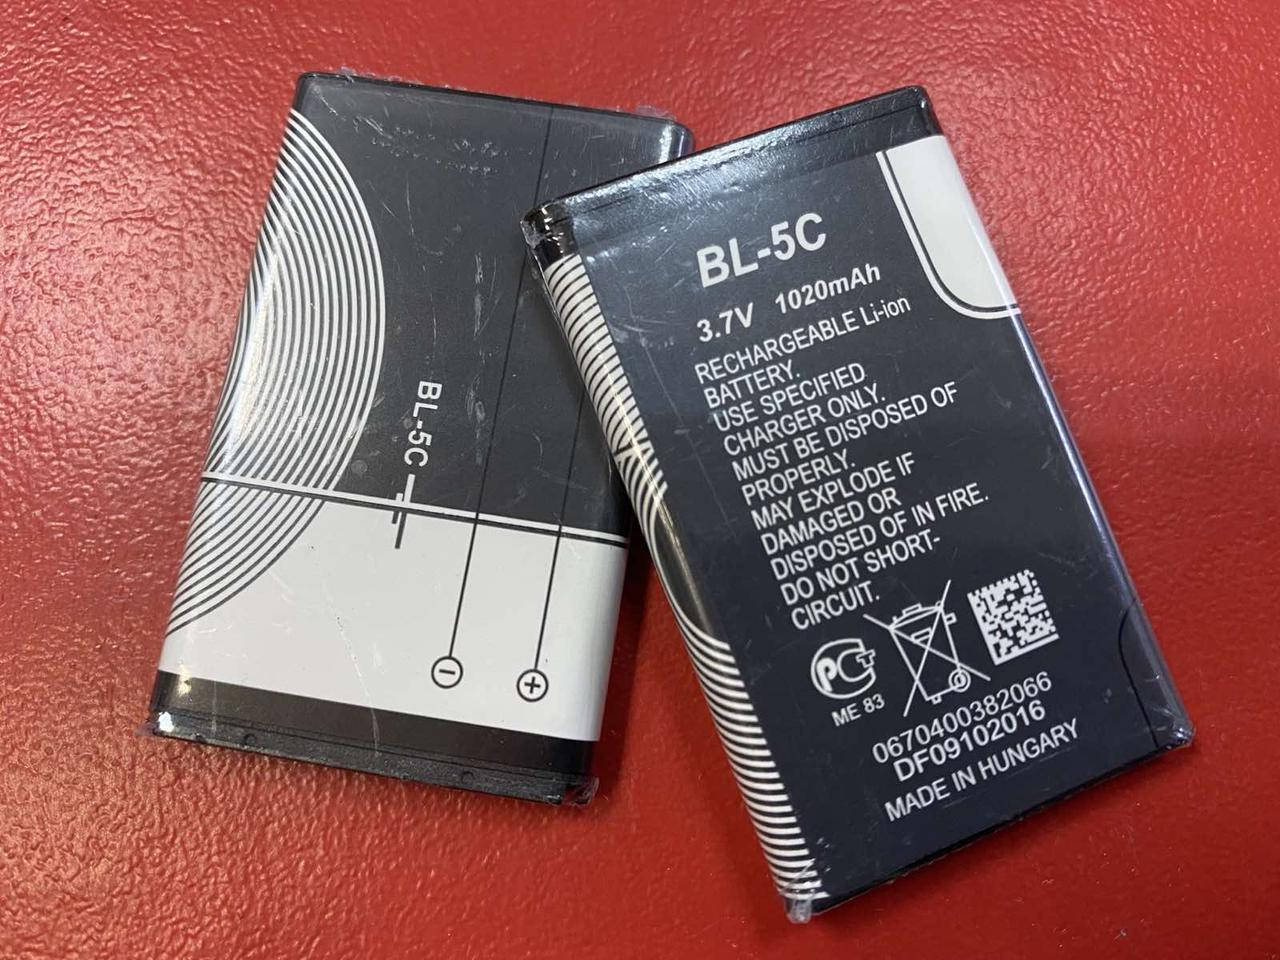 BL-5C
−
+
BL-5C
3.7V 1020mAh
RECHARGEABLE Li-ion
BATTERY.
USE SPECIFIED
CHARGER ONLY.
MUST BE DISPOSED OF
PROPERLY.
MAY EXPLODE IF
DAMAGED OR
DISPOSED OF IN FIRE.
DO NOT SHORT-
CIRCUIT.
РСТ
ME 83
0670400382066
DF09102016
MADE IN HUNGARY